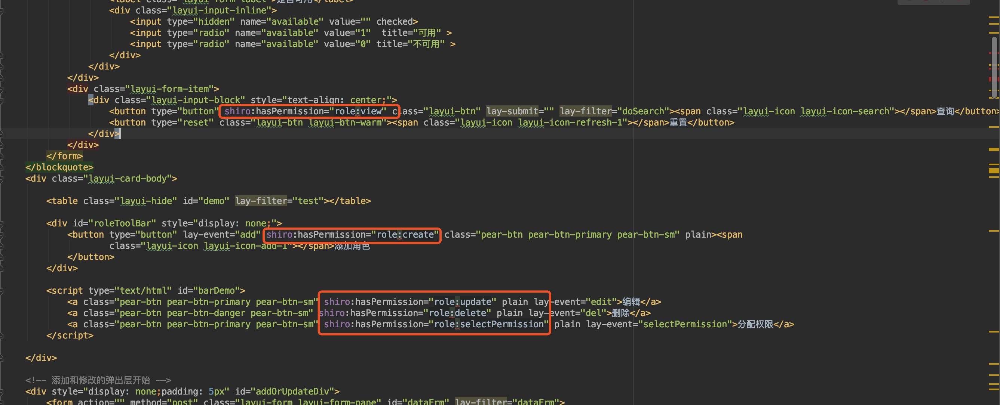 <label class="layui-form-label">是否可用</label>
<div class="layui-input-inline">
<input type="hidden" name="available" value="" checked>
<input type="radio" name="available" value="1"  title="可用" >
<input type="radio" name="available" value="0" title="不可用" >
</div>
</div>
</div>
<div class="layui-form-item">
<div class="layui-input-block" style="text-align: center;">
<button type="button" shiro:hasPermission="role:view" class="layui-btn" lay-submit="" lay-filter="doSearch"><span class="layui-icon layui-icon-search"></span>查询</button>
<button type="reset" class="layui-btn layui-btn-warm"><span class="layui-icon layui-icon-refresh-1"></span>重置</button>
</div>
</div>
</form>
</blockquote>
<div class="layui-card-body">
<table class="layui-hide" id="demo" lay-filter="test"></table>
<div id="roleToolBar" style="display: none;">
<button type="button" lay-event="add" shiro:hasPermission="role:create" class="pear-btn pear-btn-primary pear-btn-sm" plain><span
class="layui-icon layui-icon-add-1"></span>添加角色
</button>
</div>
<script type="text/html" id="barDemo">
<a class="pear-btn pear-btn-primary pear-btn-sm" shiro:hasPermission="role:update" plain lay-event="edit">编辑</a>
<a class="pear-btn pear-btn-danger pear-btn-sm" shiro:hasPermission="role:delete" plain lay-event="del">删除</a>
<a class="pear-btn pear-btn-primary pear-btn-sm" shiro:hasPermission="role:selectPermission" plain lay-event="selectPermission">分配权限</a>
</script>
</div>
<!-- 添加和修改的弹出层开始 -->
<div style="display: none;padding: 5px" id="addOrUpdateDiv">
<form action="" method="post" class="layui-form layui-form-pane" id="dataFrm" lay-filter="dataFrm">